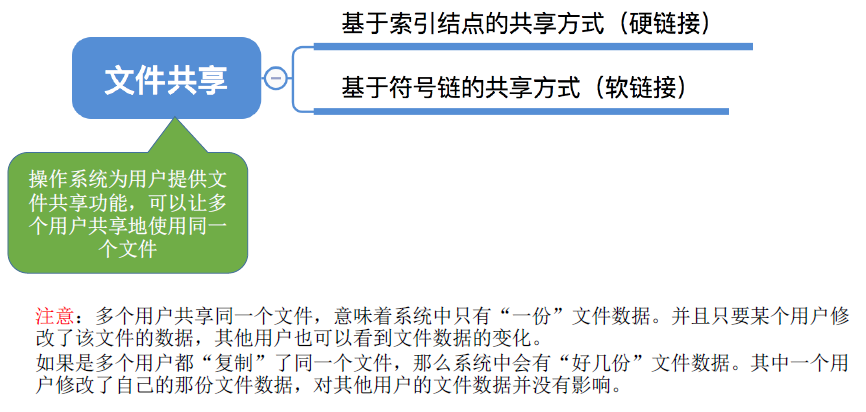 基于索引结点的共享方式（硬链接）
文件共享
基于符号链的共享方式（软链接）
操作系统为用户提供文
件共享功能，可以让多
个用户共享地使用同一
个文件
注意：多个用户共享同一个文件，意味着系统中只有“一份”文件数据。并且只要某个用户修
改了该文件的数据，其他用户也可以看到文件数据的变化。
如果是多个用户都“复制”了同一个文件，那么系统中会有“好几份”文件数据。其中一个用
户修改了自己的那份文件数据，对其他用户的文件数据并没有影响。